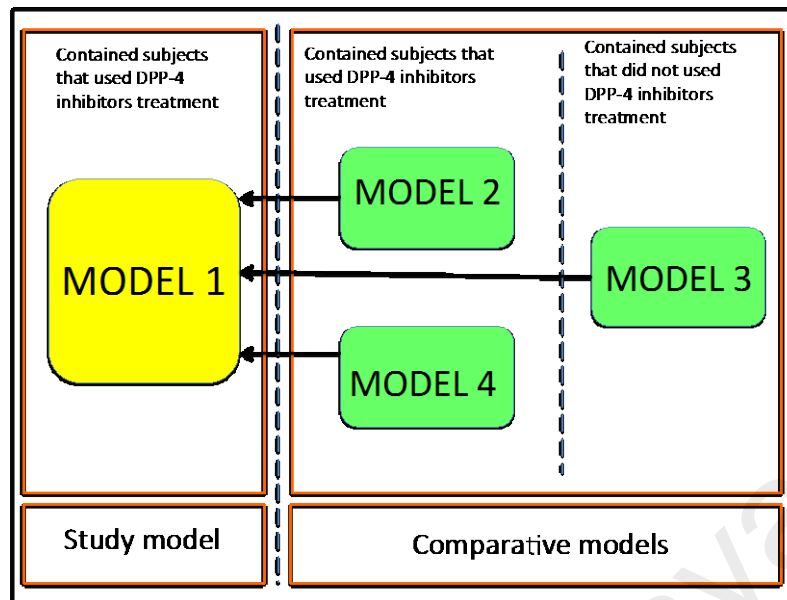 Contained subjects
that used DPP-4
inhibitors treatment
Contained subjects that
used DPP-4 inhibitors
treatment
Contained subjects
that did not used
DPP-4 inhibitors
treatment
MODEL 1
MODEL 2
MODEL 3
MODEL 4
Study model
Comparative models